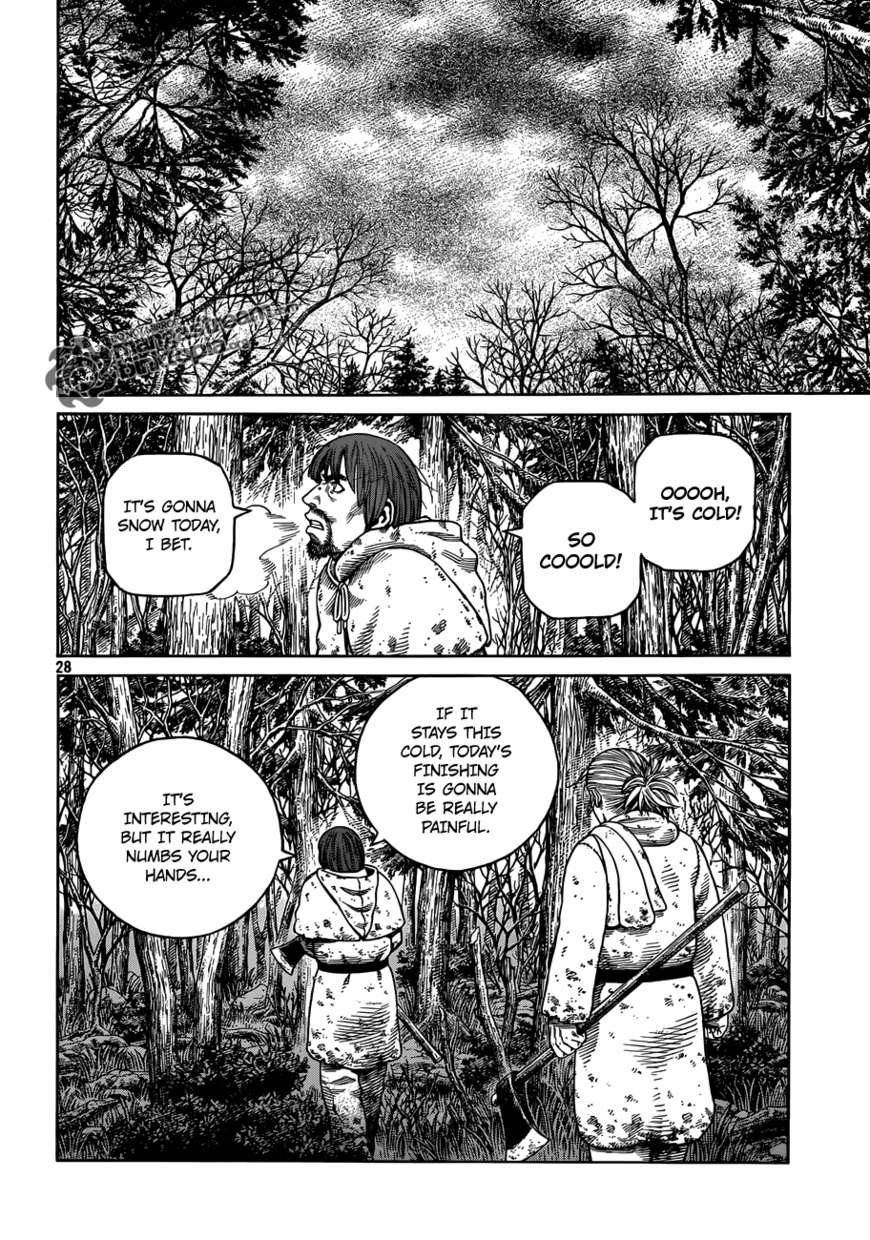 OOOOH,
IT'S COLD!
SO
COOOLD!
IT'S GONNA
SNOW TODAY,
I BET.
28
IF IT
STAYS THIS
COLD, TODAY'S
FINISHING
IS GONNA
BE REALLY
PAINFUL.
IT'S
INTERESTING,
BUT IT REALLY
NUMBS YOUR
HANDS...